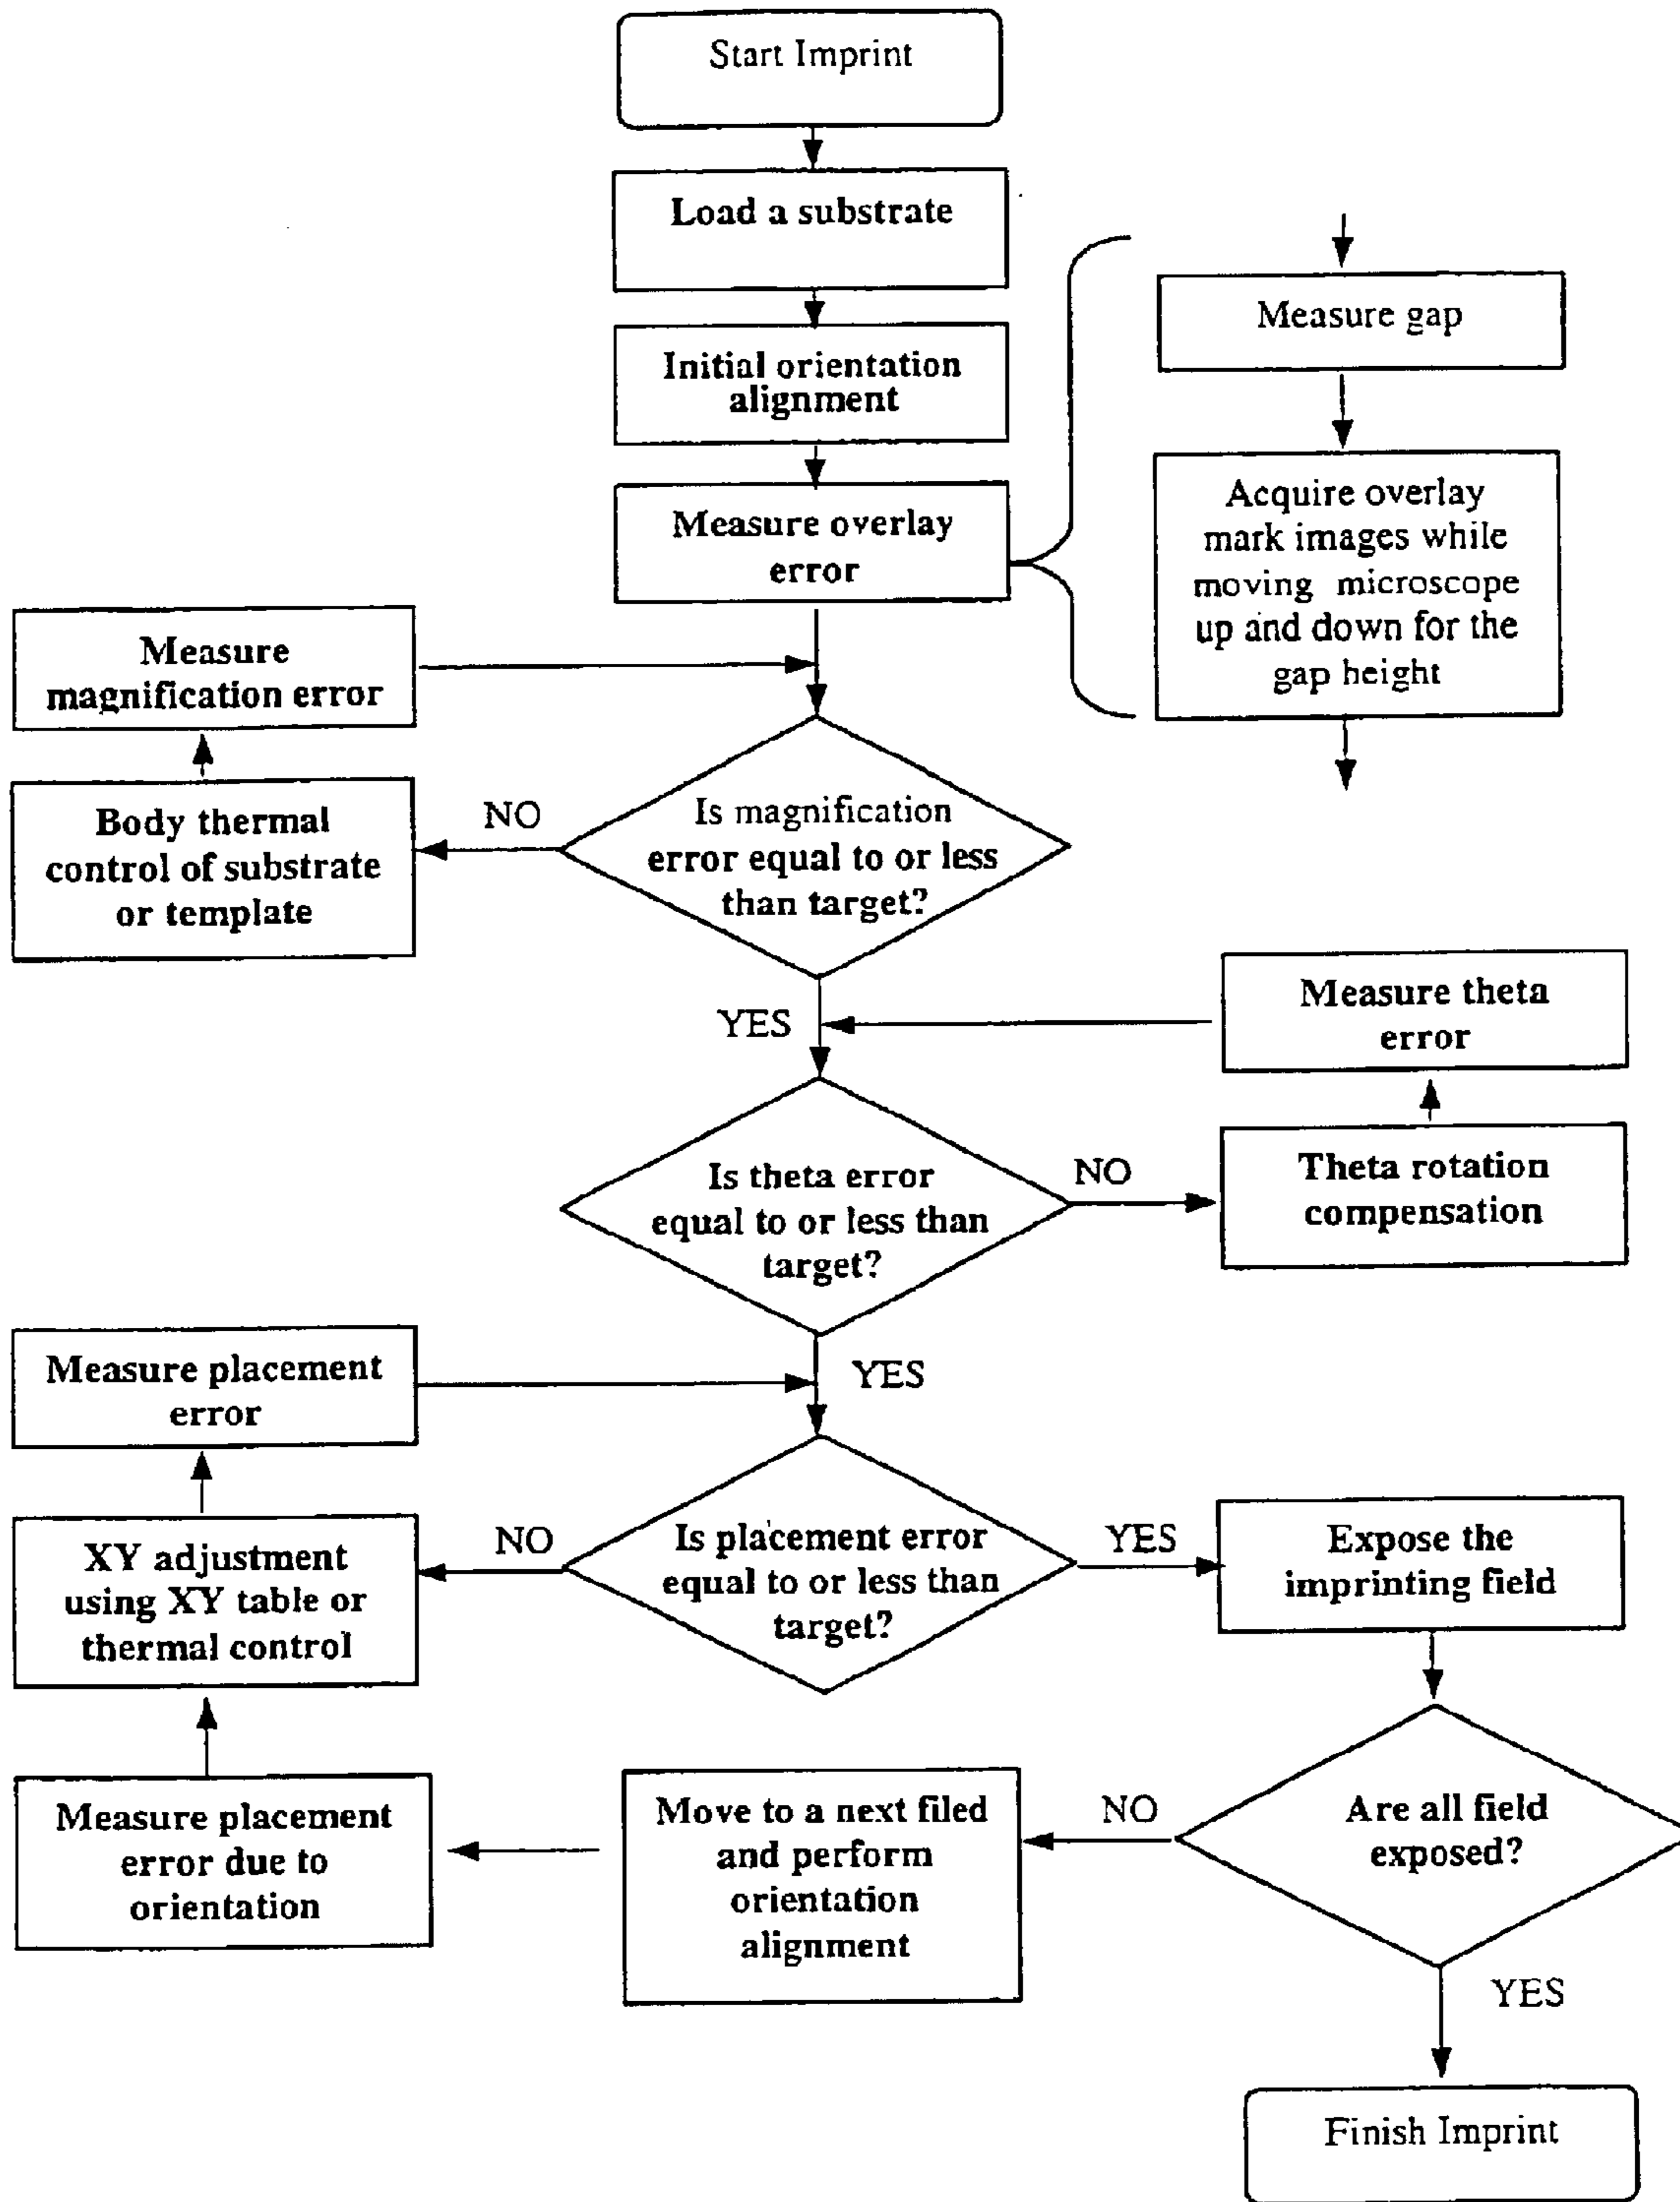 Start Imprint
Load a substrate
Initial orientation
alignment
Measure overlay
error
Measure gap
Acquire overlay
mark images while
moving microscope
up and down for the
gap height
Measure
magnification error
Body thermal
control of substrate
or template
NO
Is magnification
error equal to or less
than target?
YES
Measure theta
error
Is theta error
equal to or less than
target?
NO
Theta rotation
compensation
YES
Measure placement
error
XY adjustment
using XY table or
thermal control
NO
Is placement error
equal to or less than
target?
YES
Expose the
imprinting field
Measure placement
error due to
orientation
Move to a next filed
and perform
orientation
alignment
NO
Are all field
exposed?
YES
Finish Imprint